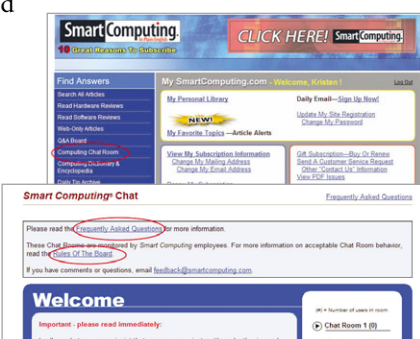 d
Smart Computing.
in Plain English
10 Great Reasons To Subscribe
CLICK HERE! Smart Computing.
Find Answers
My SmartComputing.com - Welcome, Kristen !
Log Out
Search All Articles
Read Hardware Reviews
Read Software Reviews
Web-Only Articles
Q&A Board
Computing Chat Room
Computing Dictionary &
Encyclopedia
My Personal Library
NEW!
My Favorite Topics —Article Alerts
Daily Email—Sign Up Now!
Update My Site Registration
Change My Password
View My Subscription Information
Change My Mailing Address
Change My Email Address
Gift Subscription—Buy Or Renew
Send A Customer Service Request
Other "Contact Us" Information
View PDF Issues
Smart Computing® Chat
Frequently Asked Questions
Please read the Frequently Asked Questions for more information.
These Chat Rooms are monitored by Smart Computing employees. For more information on acceptable Chat Room behavior,
read the Rules Of The Board.
If you have comments or questions, email feedback@smartcomputing.com.
Welcome
Important - please read immediately:
(#) = Number of users in room
Chat Room 1 (0)